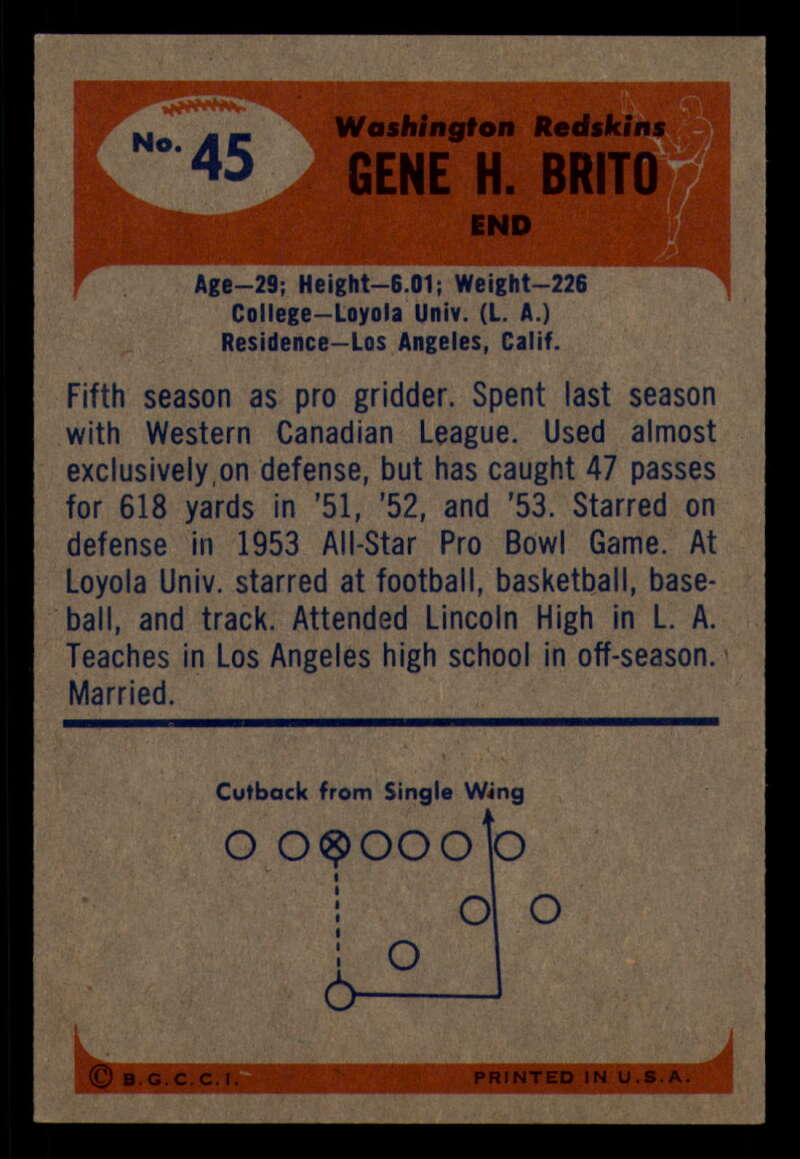 No. 45
Washington Redskins
GENE H. BRITO
END
Age—29; Height—6.01; Weight—226
College—Loyola Univ. (L. A.)
Residence—Los Angeles, Calif.
Fifth season as pro gridder. Spent last season
with Western Canadian League. Used almost
exclusively on defense, but has caught 47 passes
for 618 yards in '51, '52, and '53. Starred on
defense in 1953 All-Star Pro Bowl Game. At
Loyola Univ. starred at football, basketball, base-
ball, and track. Attended Lincoln High in L. A.
Teaches in Los Angeles high school in off-season.
Married.
Cutback from Single Wing
© B.G.C.C.I.
PRINTED IN U.S.A.